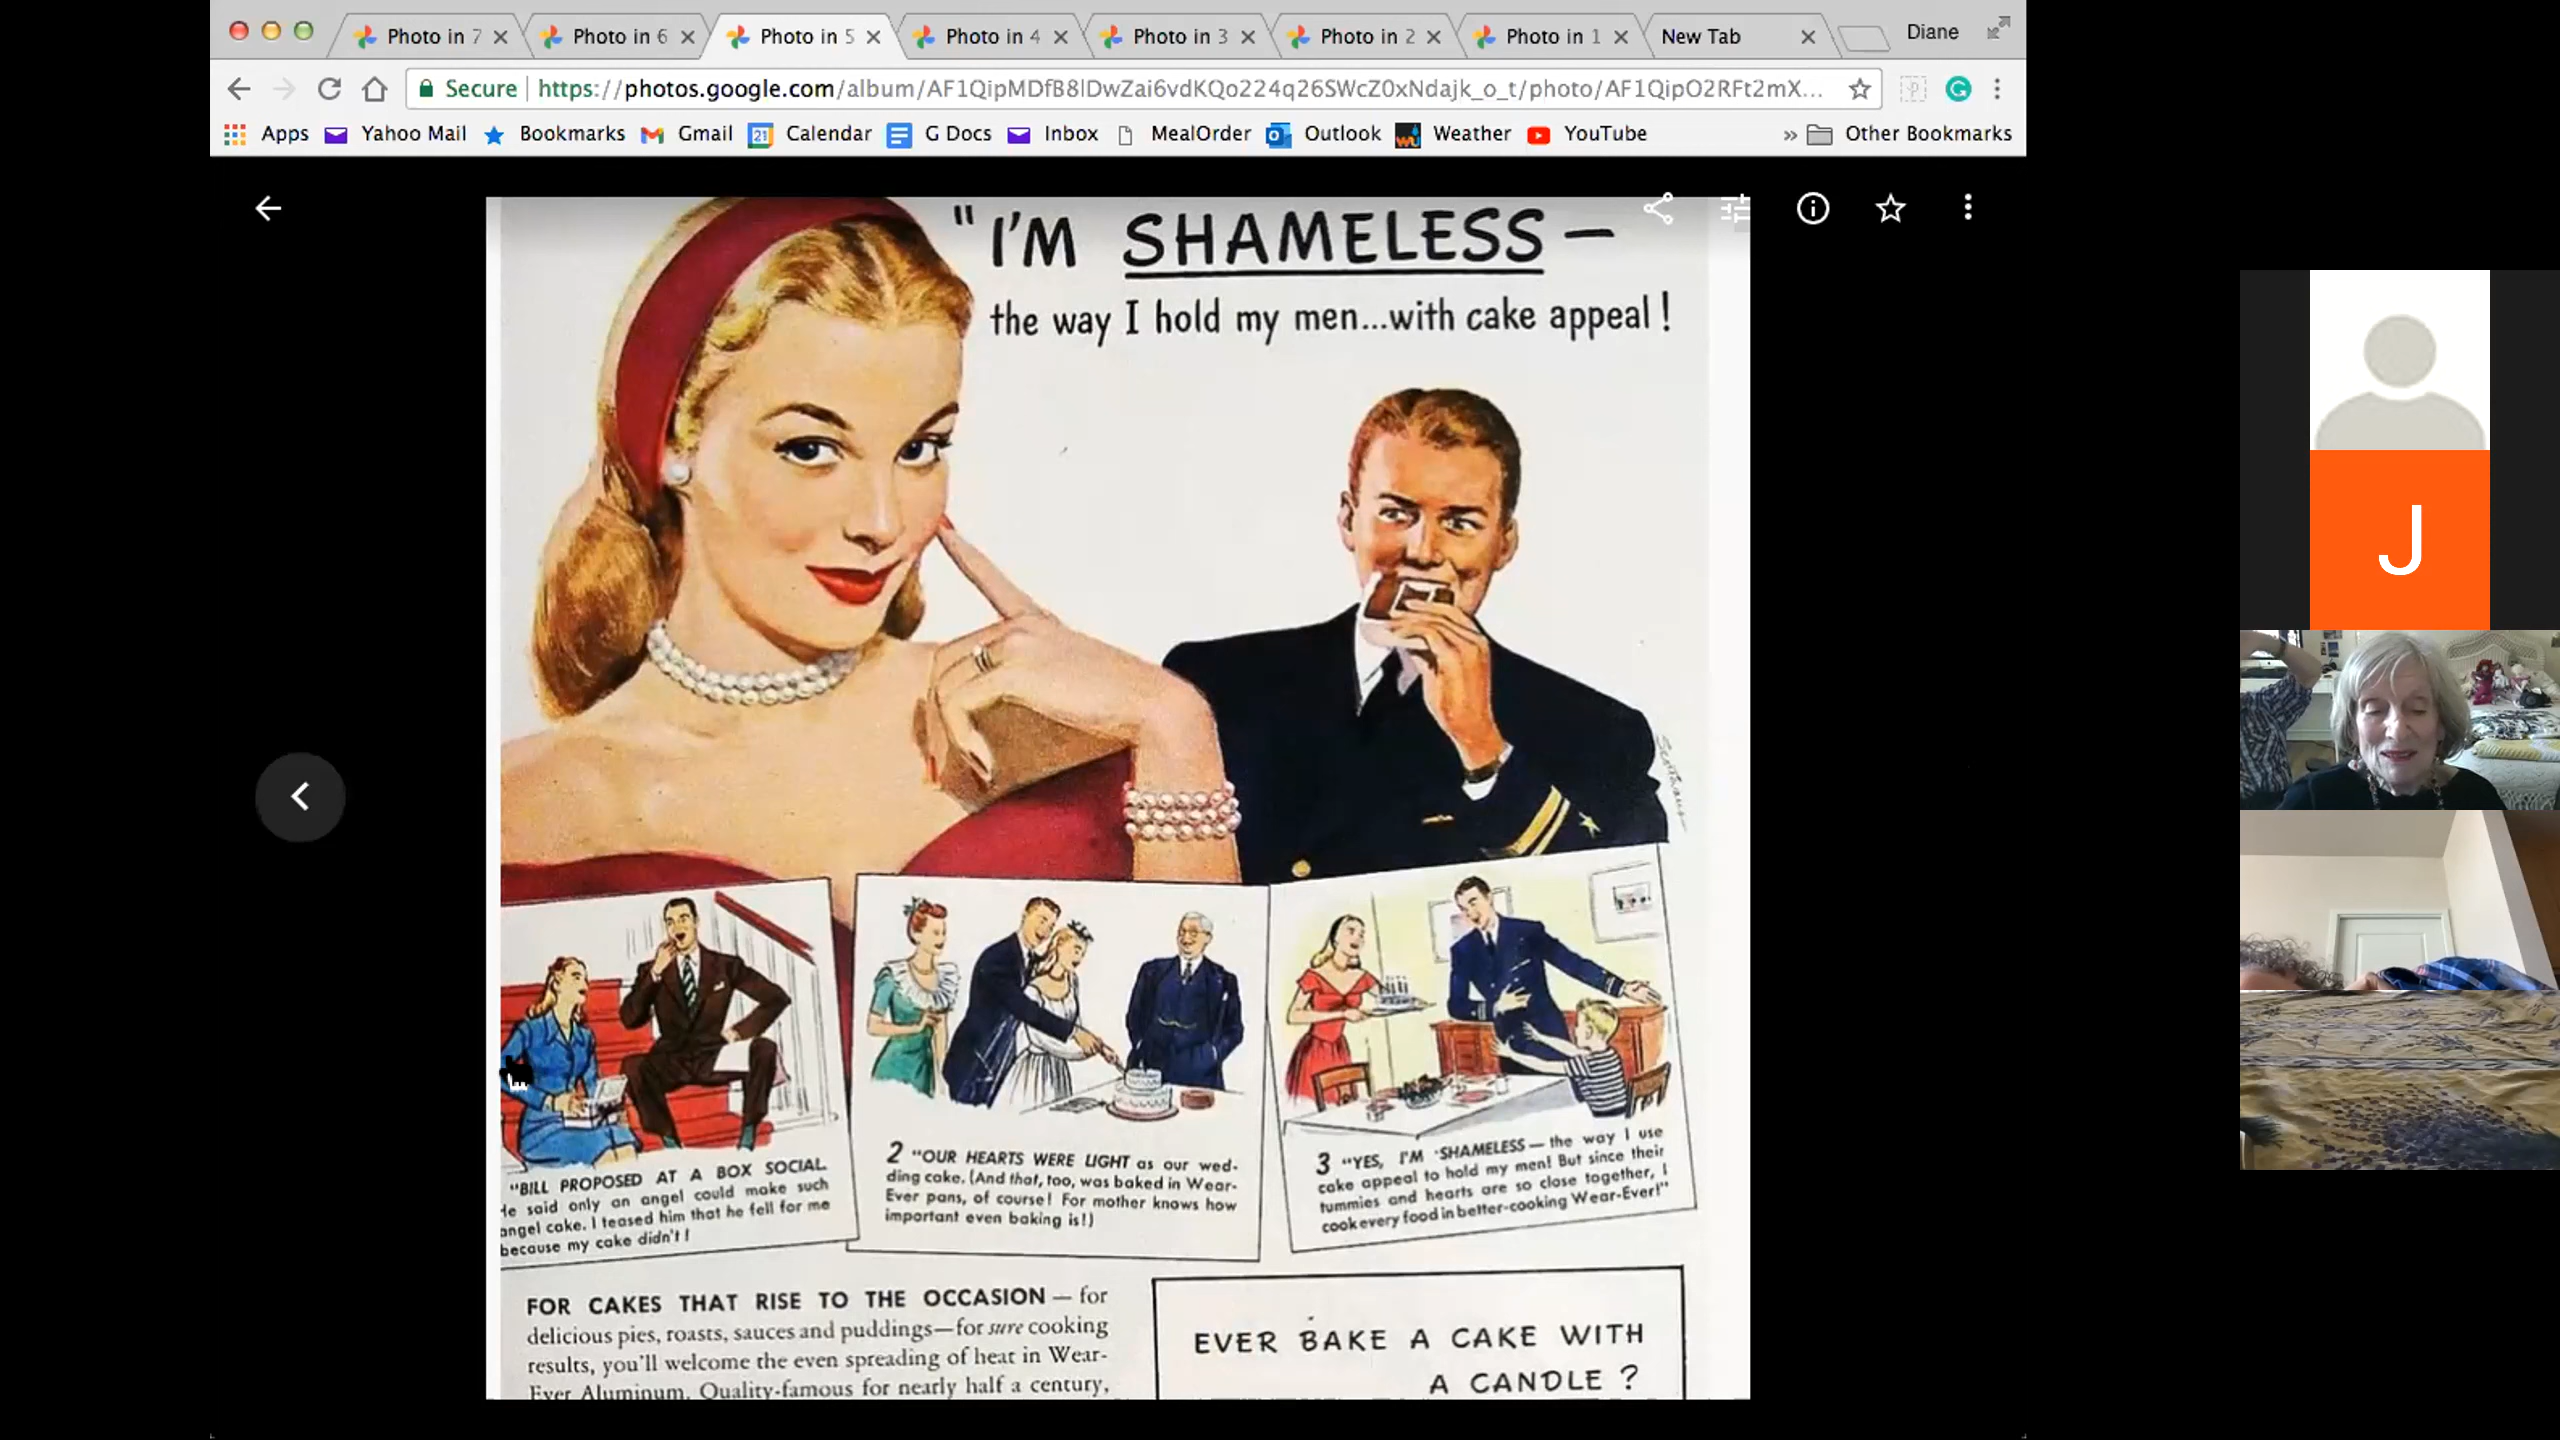 Photo in 7
Photo in 6
Photo in 5
Photo in 4
Photo in 3
Photo in 2
Photo in 1
New Tab
Diane
Secure https://photos.google.com/album/AF1QipMDfB8lDwZai6vdKQo224q26SWcZ0xNdajk_o_t/photo/AF1QipO2RFt2mX...
Apps Yahoo Mail Bookmarks Gmail 21 Calendar G Docs Inbox MealOrder Outlook Weather YouTube » Other Bookmarks
"I'M SHAMELESS –
the way I hold my men...with cake appeal!
J
"BILL PROPOSED AT A BOX SOCIAL.
He said only an angel could make such
angel cake. I teased him that he fell for me
because my cake didn't!
2 "OUR HEARTS WERE LIGHT as our wed-
ding cake. (And that, too, was baked in Wear-
Ever pans, of course! For mother knows how
important even baking is!)
3 "YES, I'M SHAMELESS — the way I use
cake appeal to hold my men! But since their
tummies and hearts are so close together, I
cook every food in better-cooking Wear-Ever!"
FOR CAKES THAT RISE TO THE OCCASION — for
delicious pies, roasts, sauces and puddings—for sure cooking
results, you'll welcome the even spreading of heat in Wear-
Ever Aluminum. Quality-famous for nearly half a century,
EVER BAKE A CAKE WITH
A CANDLE ?